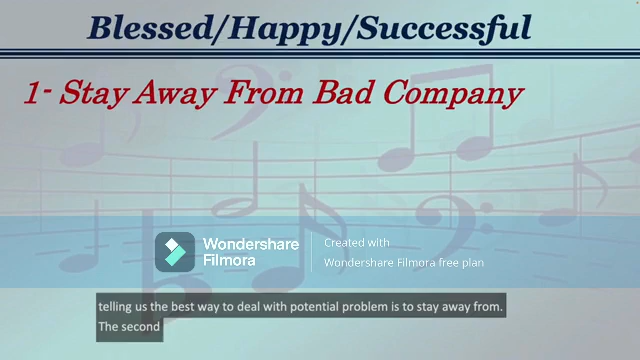 Blessed/Happy/Successful
1- Stay Away From Bad Company
Wondershare
Filmora
Created with
Wondershare Filmora free plan
telling us the best way to deal with potential problem is to stay away from.
The second